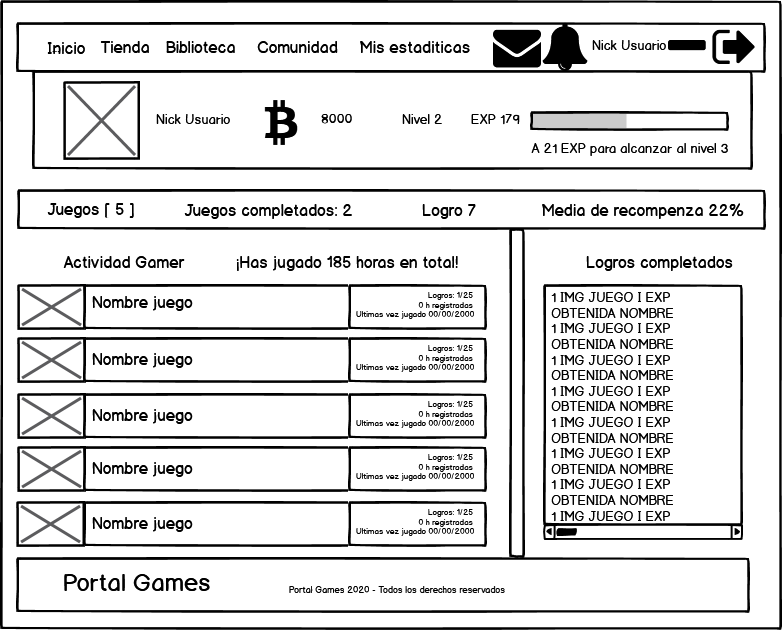 Inicio Tienda Biblioteca Comunidad Mis estaditicas Nick Usuario
Nick Usuario 8000 Nivel 2 EXP 179
A 21 EXP para alcanzar al nivel 3
Juegos [ 5 ] Juegos completados: 2 Logro 7 Media de recompenza 22%
Actividad Gamer ¡Has jugado 185 horas en total!
Nombre juego
Logros: 1/25
0 h registradas
Ultimas vez jugado 00/00/2000
Nombre juego
Logros: 1/25
0 h registradas
Ultimas vez jugado 00/00/2000
Nombre juego
Logros: 1/25
0 h registradas
Ultimas vez jugado 00/00/2000
Nombre juego
Logros: 1/25
0 h registradas
Ultimas vez jugado 00/00/2000
Nombre juego
Logros: 1/25
0 h registradas
Ultimas vez jugado 00/00/2000
Logros completados
1 IMG JUEGO I EXP
OBTENIDA NOMBRE
1 IMG JUEGO I EXP
OBTENIDA NOMBRE
1 IMG JUEGO I EXP
OBTENIDA NOMBRE
1 IMG JUEGO I EXP
OBTENIDA NOMBRE
1 IMG JUEGO I EXP
OBTENIDA NOMBRE
1 IMG JUEGO I EXP
OBTENIDA NOMBRE
1 IMG JUEGO I EXP
OBTENIDA NOMBRE
1 IMG JUEGO I EXP
Portal Games
Portal Games 2020 - Todos los derechos reservados